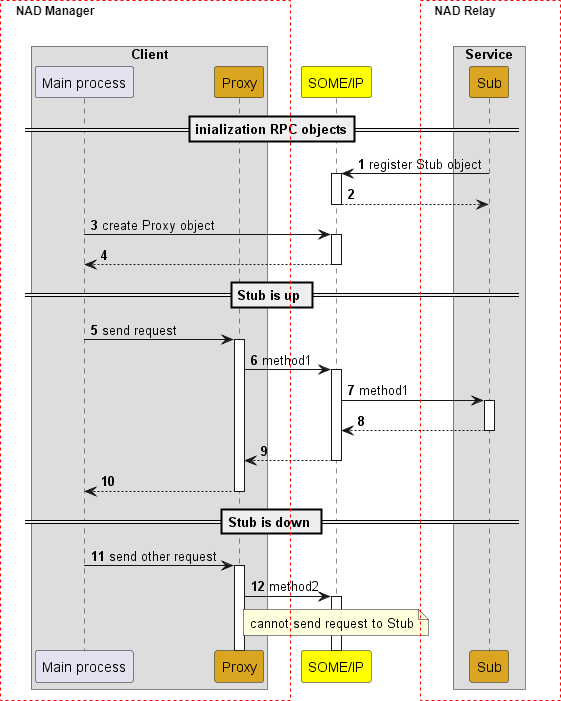 NAD Manager
NAD Relay
Client
Service
Main process
Proxy
SOME/IP
Sub
inialization RPC objects
1 register Stub object
2
3 create Proxy object
4
Stub is up
5 send request
6 method1
7 method1
8
9
10
Stub is down
11 send other request
12 method2
cannot send request to Stub
Main process
Proxy
SOME/IP
Sub